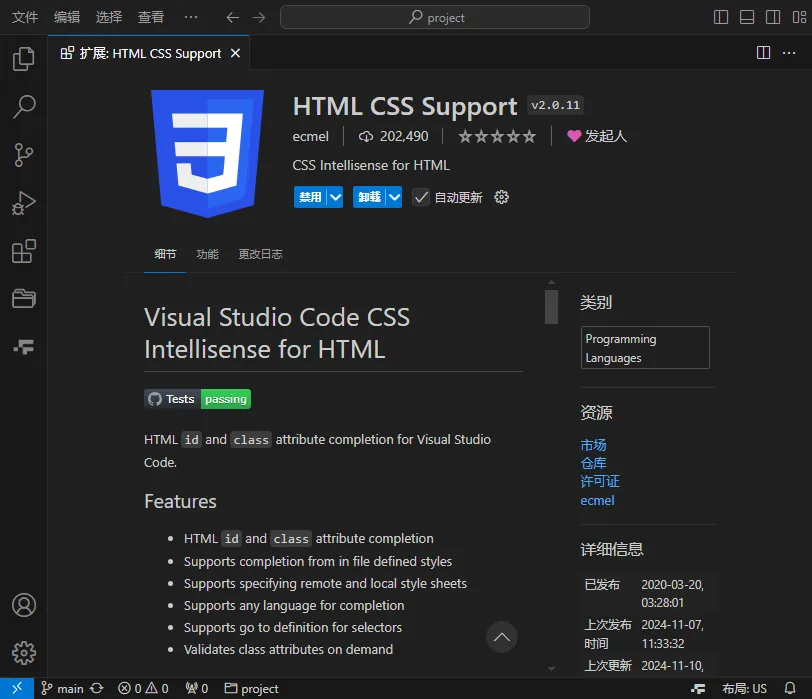 文件 编辑 选择 查看 ··· project
扩展: HTML CSS Support
HTML CSS Support v2.0.11
ecmel 202,490 发起人
CSS Intellisense for HTML
禁用 卸载 自动更新
细节 功能 更改日志
Visual Studio Code CSS
Intellisense for HTML
Tests passing
HTML id and class attribute completion for Visual Studio
Code.
Features
• HTML id and class attribute completion
• Supports completion from in file defined styles
• Supports specifying remote and local style sheets
• Supports any language for completion
• Supports go to definition for selectors
• Validates class attributes on demand
类别
Programming
Languages
资源
市场
仓库
许可证
ecmel
详细信息
已发布 2020-03-20,
03:28:01
上次发布 2024-11-07,
时间 11:33:32
上次更新 2024-11-10,
main 0 0 0 project 布局: US